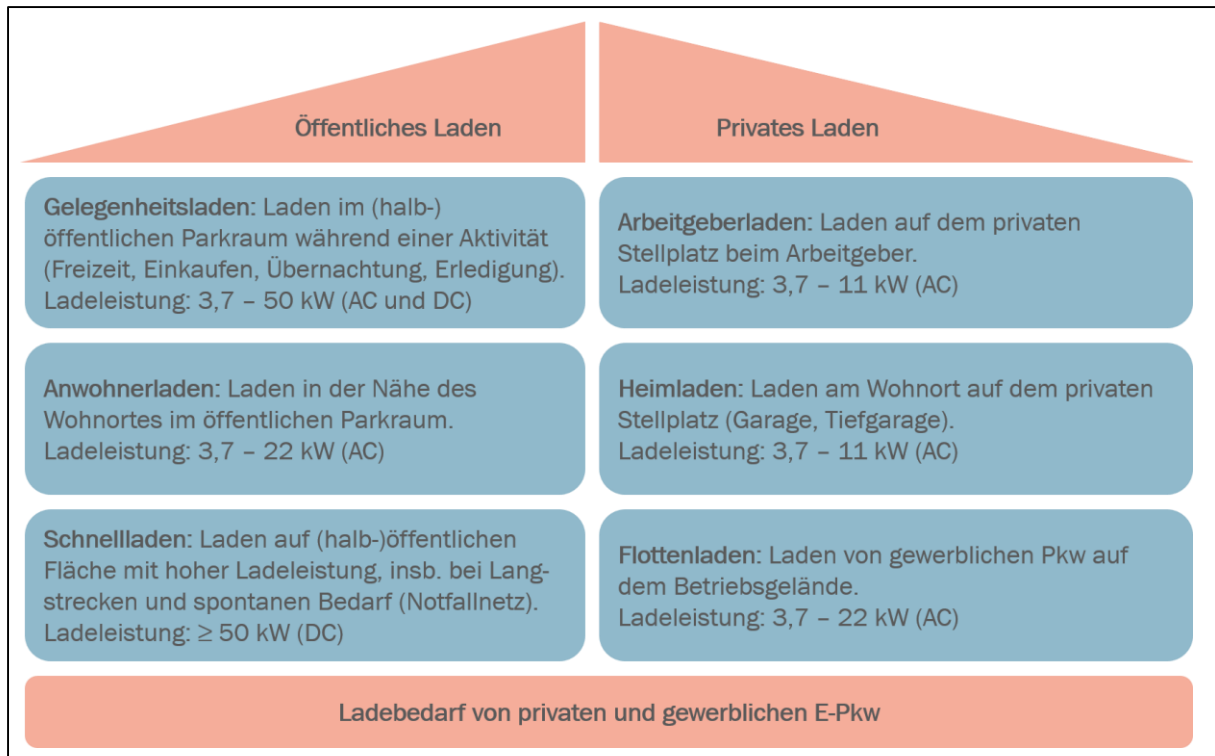 Öffentliches Laden
Privates Laden
Gelegenheitsladen: Laden im (halb-)
öffentlichen Parkraum während einer Aktivität
(Freizeit, Einkaufen, Übernachtung, Erledigung).
Ladeleistung: 3,7 – 50 kW (AC und DC)
Arbeitgeberladen: Laden auf dem privaten
Stellplatz beim Arbeitgeber.
Ladeleistung: 3,7 – 11 kW (AC)
Anwohnerladen: Laden in der Nähe des
Wohnortes im öffentlichen Parkraum.
Ladeleistung: 3,7 – 22 kW (AC)
Heimladen: Laden am Wohnort auf dem privaten
Stellplatz (Garage, Tiefgarage).
Ladeleistung: 3,7 – 11 kW (AC)
Schnellladen: Laden auf (halb-)öffentlichen
Fläche mit hoher Ladeleistung, insb. bei Lang-
strecken und spontanen Bedarf (Notfallnetz).
Ladeleistung: ≥ 50 kW (DC)
Flottenladen: Laden von gewerblichen Pkw auf
dem Betriebsgelände.
Ladeleistung: 3,7 – 22 kW (AC)
Ladebedarf von privaten und gewerblichen E-Pkw